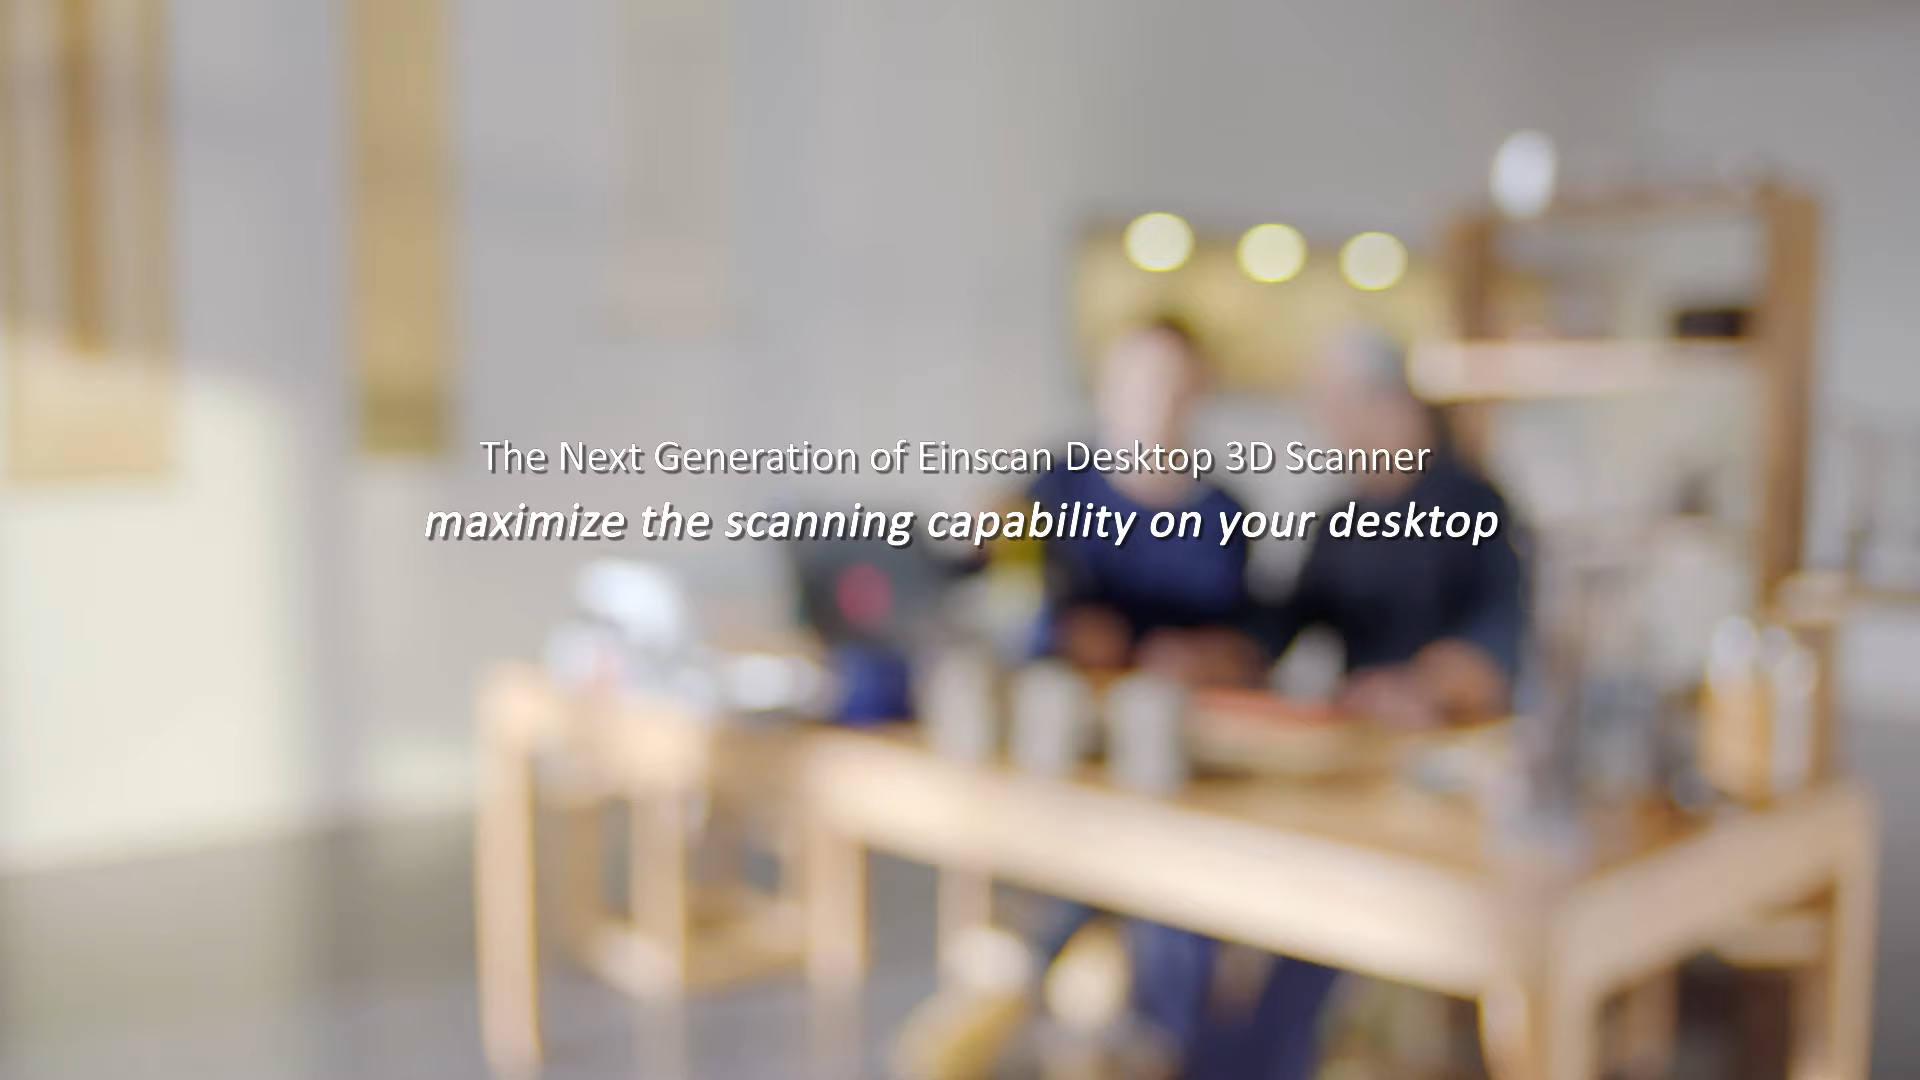 The Next Generation of Einscan Desktop 3D Scanner
maximize the scanning capability on your desktop